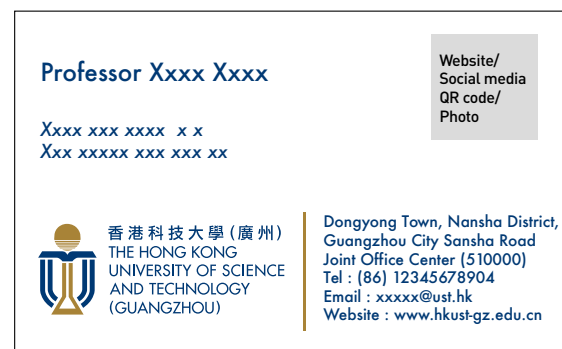 Professor Xxxx Xxxx
Xxxx xxx xxxx x x
Xxx xxxxx xxx xxx xx
Website/
Social media
QR code/
Photo
香港科技大學(廣州)
THE HONG KONG
UNIVERSITY OF SCIENCE
AND TECHNOLOGY
(GUANGZHOU)
Dongyong Town, Nansha District,
Guangzhou City Sansha Road
Joint Office Center (510000)
Tel : (86) 12345678904
Email : xxxxx@ust.hk
Website : www.hkust-gz.edu.cn